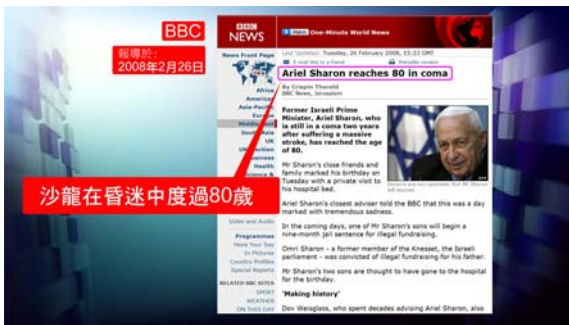 BBC
報導於:
2008年2月26日
沙龍在昏迷中度過80歲
BBC
NEWS
One-Minute World News
News Front Page
Africa
Americas
Asia-Pacific
Europe
Middle East
South Asia
UK
Business
Health
Video and Audio
Programmes
Have Your Say
In Pictures
Country Profiles
Special Reports
RELATED BBC SITES
SPORT
WEATHER
ON THIS DAY
Last Updated: Tuesday, 26 February 2008, 15:23 GMT
E-mail this to a friend
Printable version
Ariel Sharon reaches 80 in coma
By Crispin Thorold
BBC News, Jerusalem
Former Israeli Prime
Minister, Ariel Sharon, who
is still in a coma two years
after suffering a massive
stroke, has reached the age
of 80.
Mr Sharon's close friends and
family marked his birthday on
Tuesday with a private visit to
his hospital bed.
Ariel Sharon's closest adviser told the BBC that this was a day
marked with tremendous sadness.
In the coming days, one of Mr Sharon's sons will begin a
nine-month jail sentence for illegal fundraising.
Omri Sharon - a former member of the Knesset, the Israeli
parliament - was convicted of illegal fundraising for his father.
Mr Sharon's two sons are thought to have gone to the hospital
for the birthday.
'Making history'
Dov Weisglass, who spent decades advising Ariel Sharon, also